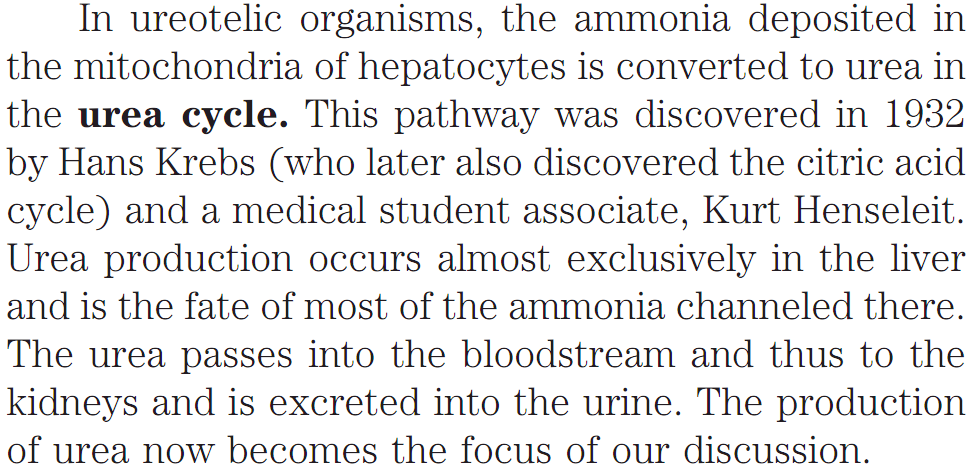 In ureotelic organisms, the ammonia deposited in
the mitochondria of hepatocytes is converted to urea in
the urea cycle. This pathway was discovered in 1932
by Hans Krebs (who later also discovered the citric acid
cycle) and a medical student associate, Kurt Henseleit.
Urea production occurs almost exclusively in the liver
and is the fate of most of the ammonia channeled there.
The urea passes into the bloodstream and thus to the
kidneys and is excreted into the urine. The production
of urea now becomes the focus of our discussion.